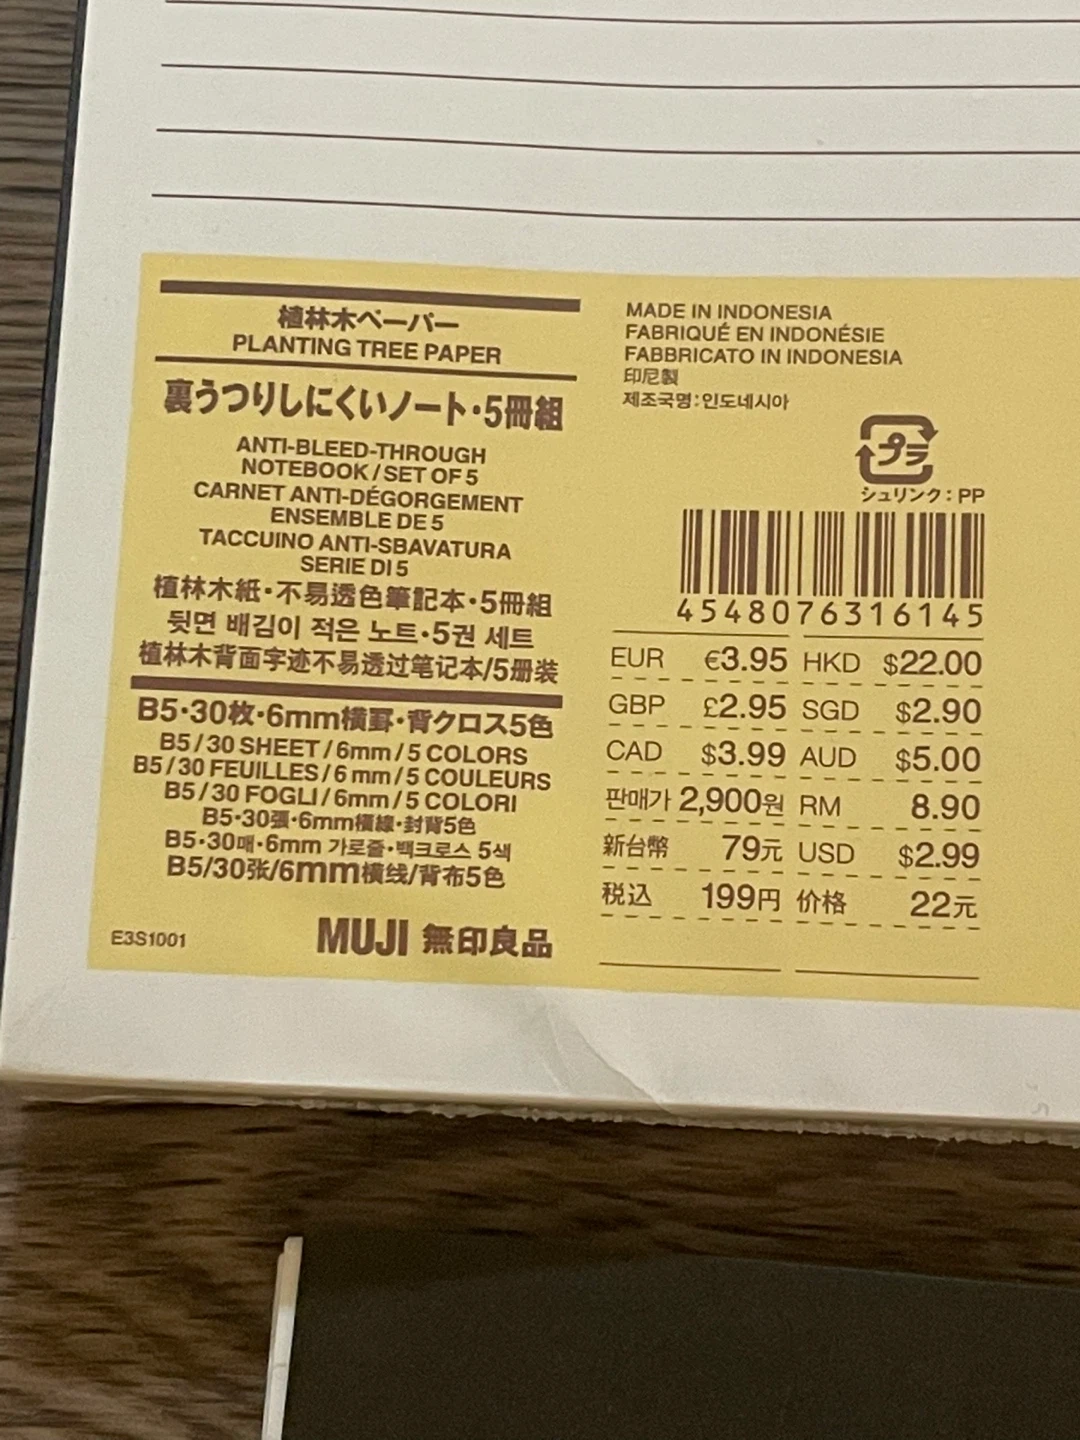 植林木ペーパー
PLANTING TREE PAPER
裏うつりしにくいノート・5冊組
ANTI-BLEED-THROUGH
NOTEBOOK / SET OF 5
CARNET ANTI-DÉGORGEMENT
ENSEMBLE DE 5
TACCUINO ANTI-SBAVATURA
SERIE DI 5
植林木紙・不易透色筆記本・5冊組
뒷면 배김이 적은 노트・5권 세트
植林木背面字迹不易透过笔记本/5册装
B5・30枚・6mm横罫・背クロス5色
B5 / 30 SHEET / 6mm / 5 COLORS
B5 / 30 FEUILLES / 6 mm / 5 COULEURS
B5 / 30 FOGLI / 6mm / 5 COLORI
B5・30張・6mm橫線・封背5色
B5・30매・6mm 가로줄・백크로스 5색
B5/30张/6mm横线/背布5色
E3S1001
MUJI 無印良品
MADE IN INDONESIA
FABRIQUÉ EN INDONÉSIE
FABBRICATO IN INDONESIA
印尼製
제조국명:인도네시아
プラ
シュリンク:PP
4548076316145
EUR €3.95 HKD $22.00
GBP £2.95 SGD $2.90
CAD $3.99 AUD $5.00
판매가 2,900원 RM 8.90
新台幣 79元 USD $2.99
税込 199円 价格 22元